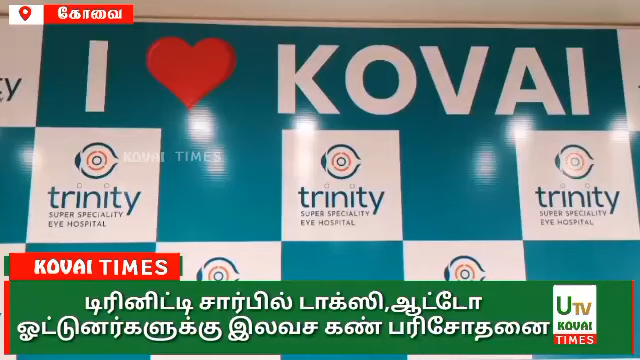 கோவை
I ❤ KOVAI
ty
KOVAI TIMES
trinity
SUPER SPECIALITY
EYE HOSPITAL
trinity
SUPER SPECIALITY
EYE HOSPITAL
trinity
SUPER SPECIALITY
EYE HOSPITAL
KOVAI TIMES
டிரினிட்டி சார்பில் டாக்ஸி,ஆட்டோ
ஓட்டுனர்களுக்கு இலவச கண் பரிசோதனை
UTV
KOVAI
TIMES